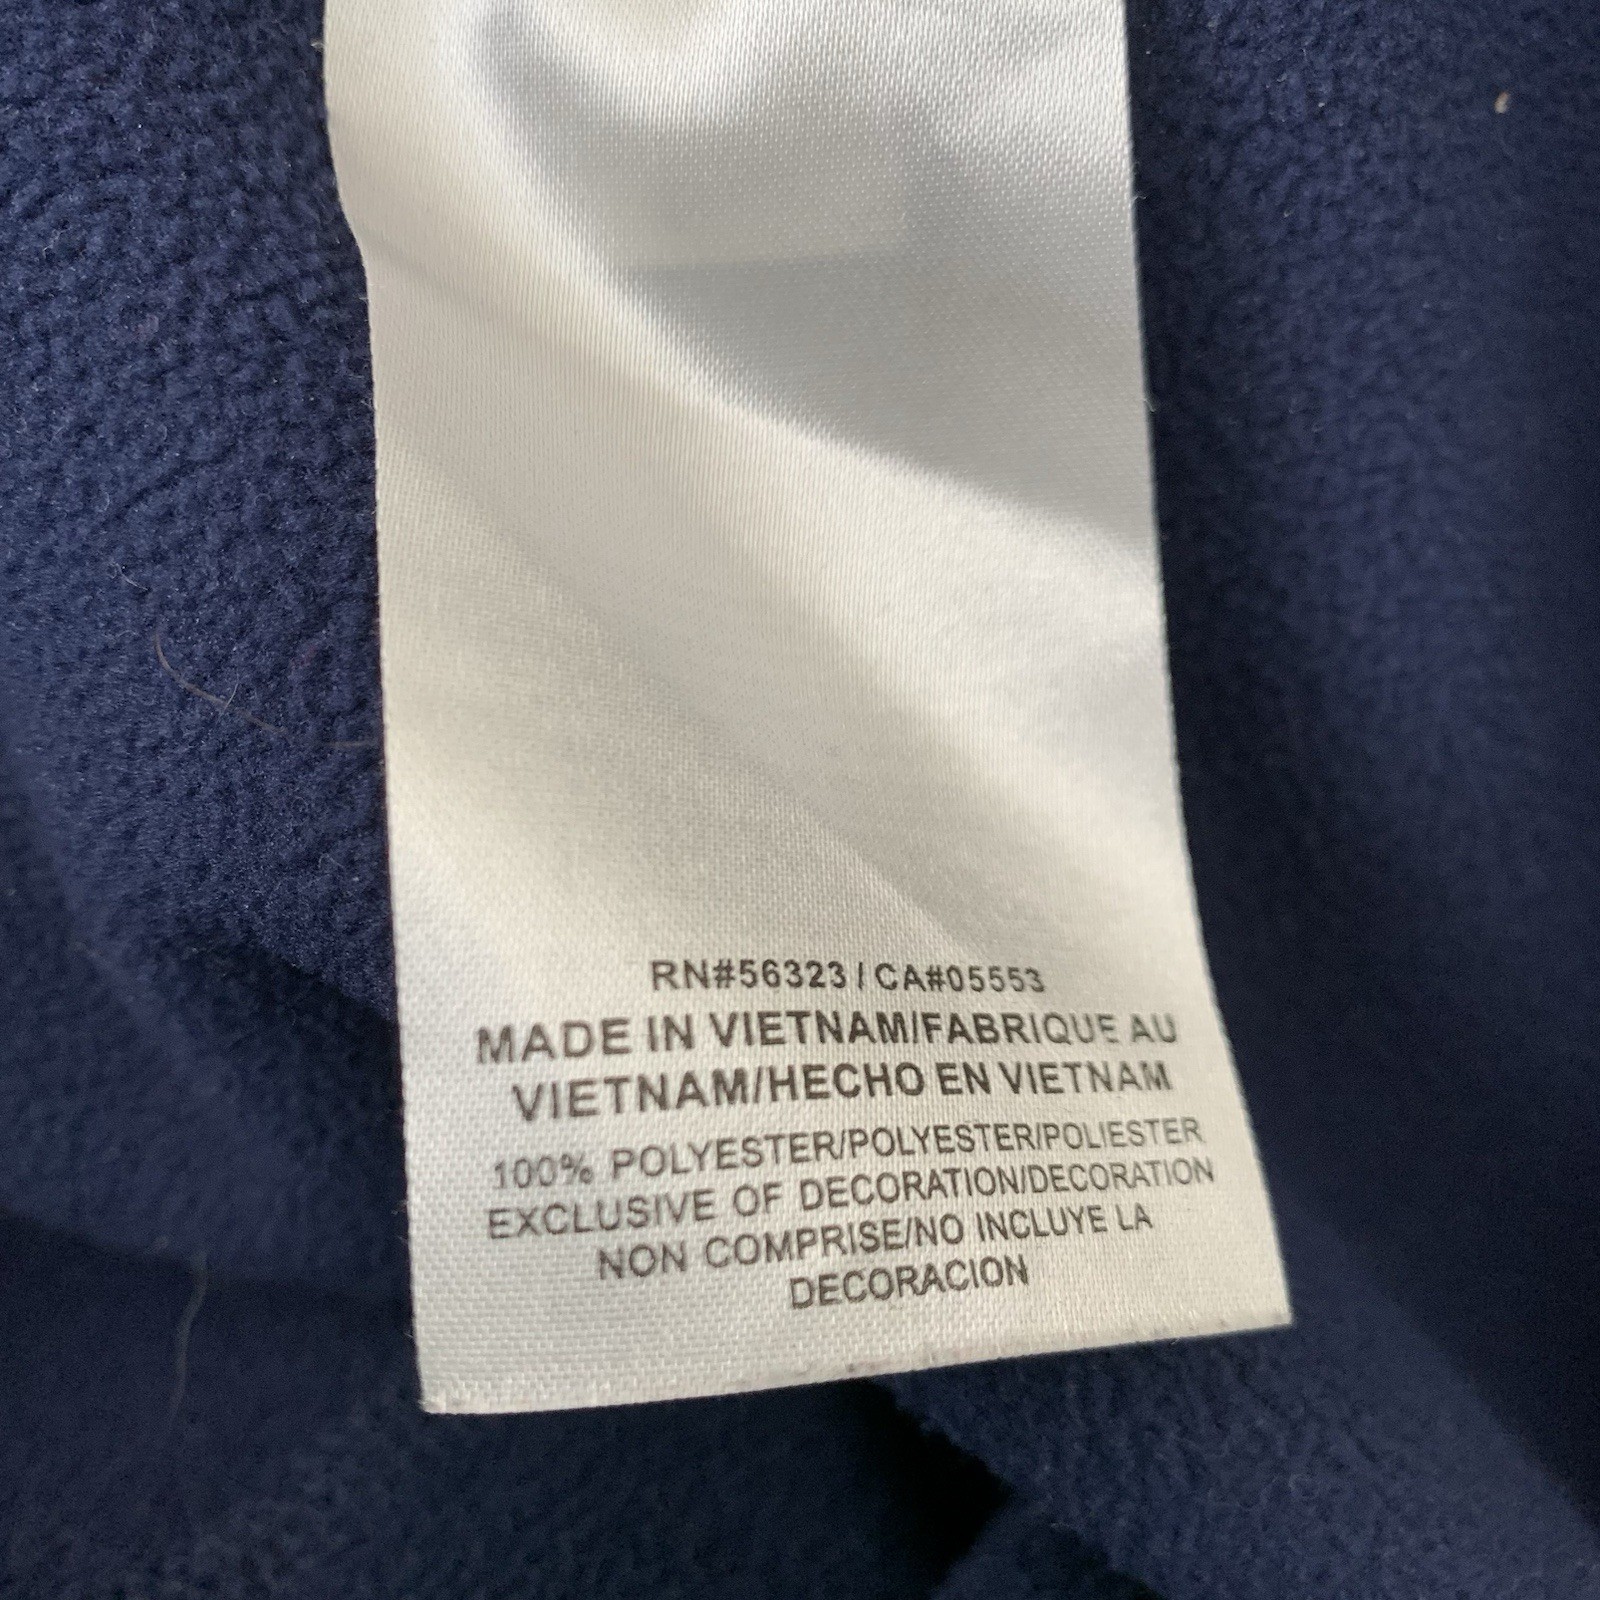 RN#56323 / CA#05553
MADE IN VIETNAM/FABRIQUE AU
VIETNAM/HECHO EN VIETNAM
100% POLYESTER/POLYESTER/POLIESTER
EXCLUSIVE OF DECORATION/DECORATION
NON COMPRISE/NO INCLUYE LA
DECORACION